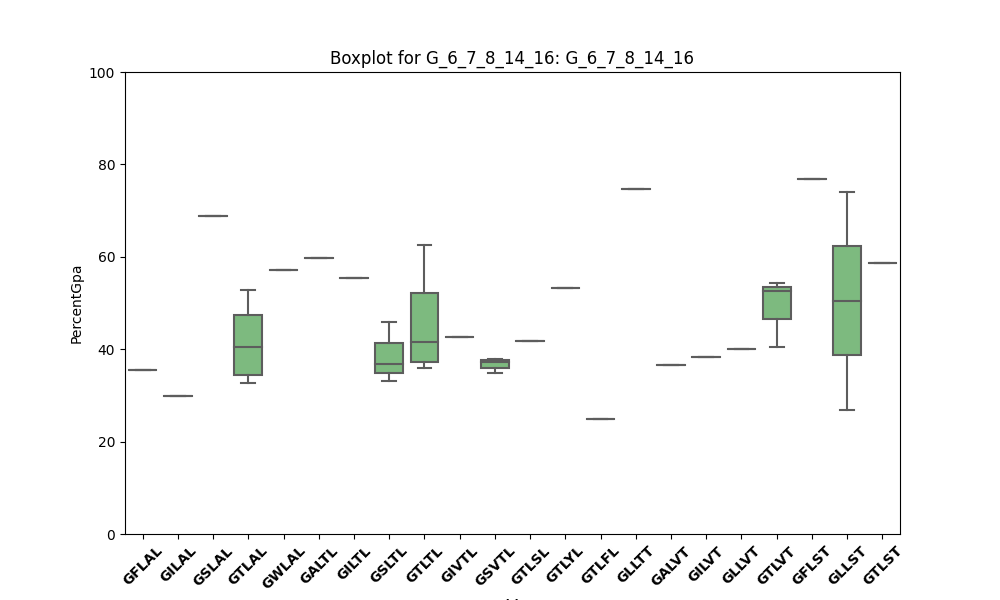 Boxplot for G_6_7_8_14_16: G_6_7_8_14_16
PercentGpa
100
80
60
40
20
0
GFLAL GILAL GSLAL GTLAL GWLAL GALTL GILTL GSLTL GTLTL GIVTL GSVTL GTLSL GTLYL GTLFL GLLTT GALVT GILVT GLLVT GTLVT GFLST GLLST GTLST